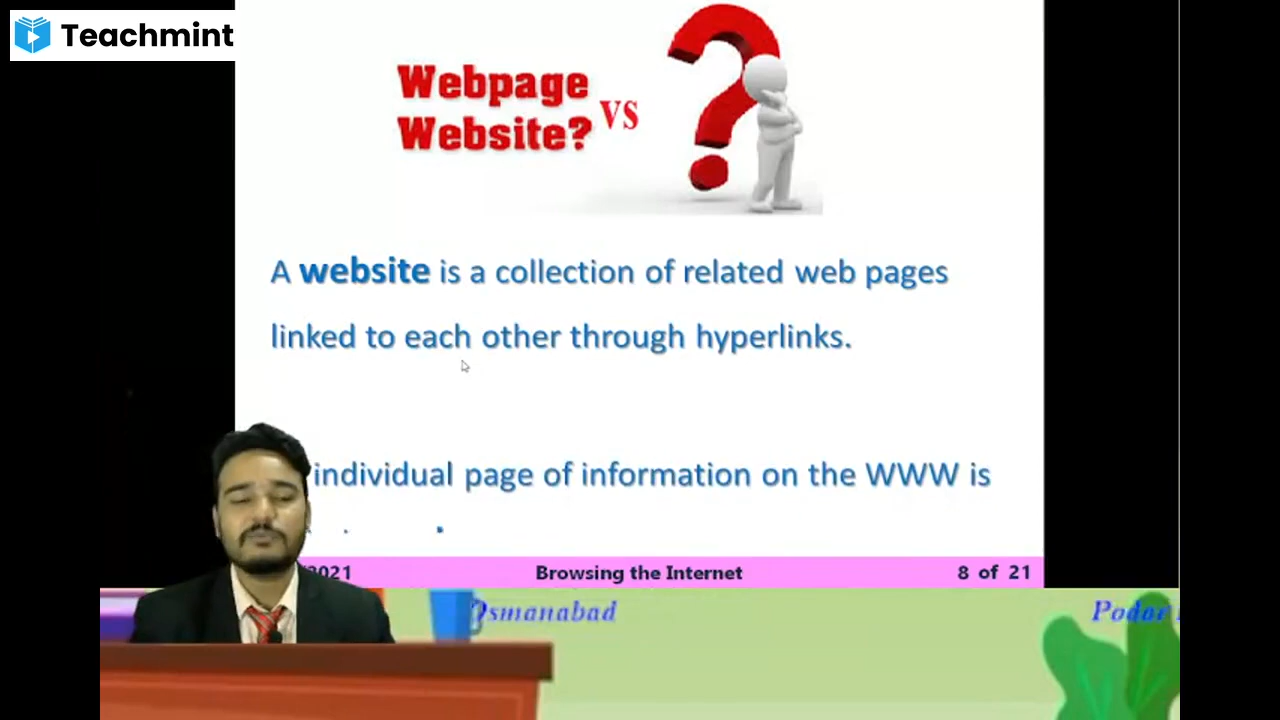 Teachmint
Webpage
VS
Website?
A website is a collection of related web pages
linked to each other through hyperlinks.
individual page of information on the WWW is
2021
Browsing the Internet
8 of 21
Osmanabad
Podar